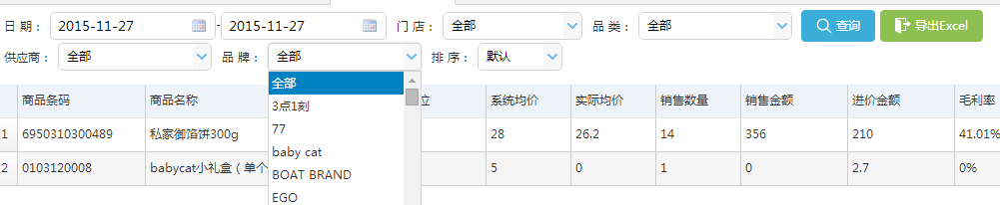 日 期： 2015-11-27 - 2015-11-27 门 店： 全部 品 类： 全部 查询 导出Excel
供应商： 全部 品 牌： 全部 排 序： 默认
全部
3点1刻
77
baby cat
BOAT BRAND
EGO
商品条码 商品名称 位 系统均价 实际均价 销售数量 销售金额 进价金额 毛利率
1 6950310300489 私家御馅饼300g 28 26.2 14 356 210 41.01%
2 0103120008 babycat小礼盒（单个 5 0 1 0 2.7 0%